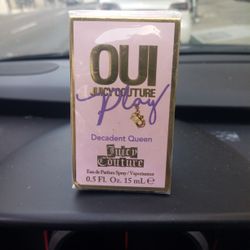 OUI
JUICY COUTURE
Play
Decadent Queen
Juicy
Couture
Eau de Parfum Spray / Vaporisateur
0.5 FL. Oz. 15 mL ℮